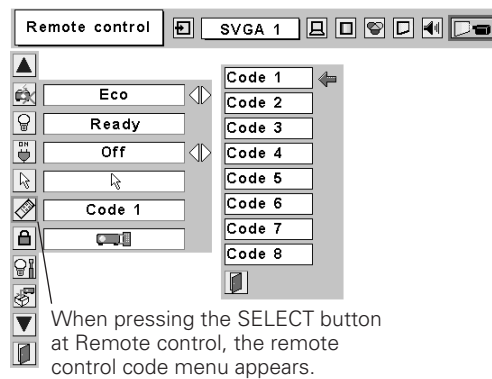 Remote control
SVGA 1
Eco
Ready
ON
Off
Code 1
Code 1
Code 2
Code 3
Code 4
Code 5
Code 6
Code 7
Code 8
When pressing the SELECT button
at Remote control, the remote
control code menu appears.